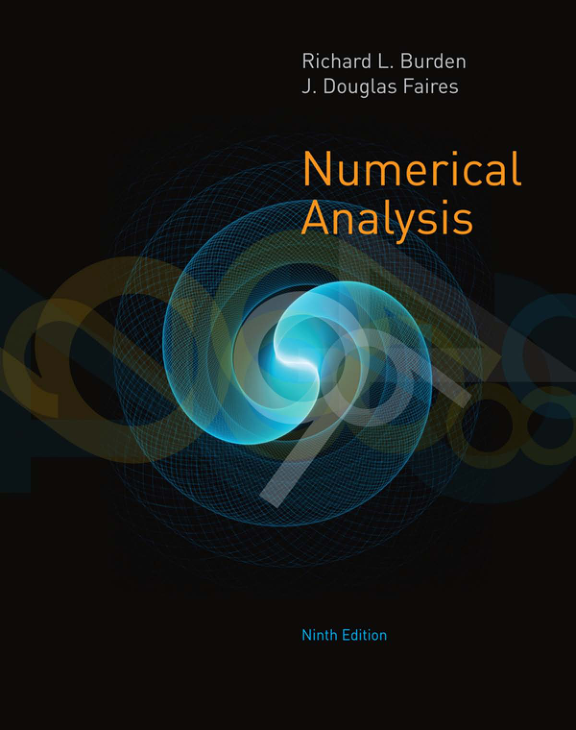 Richard L. Burden
J. Douglas Faires
Numerical
Analysis
Ninth Edition